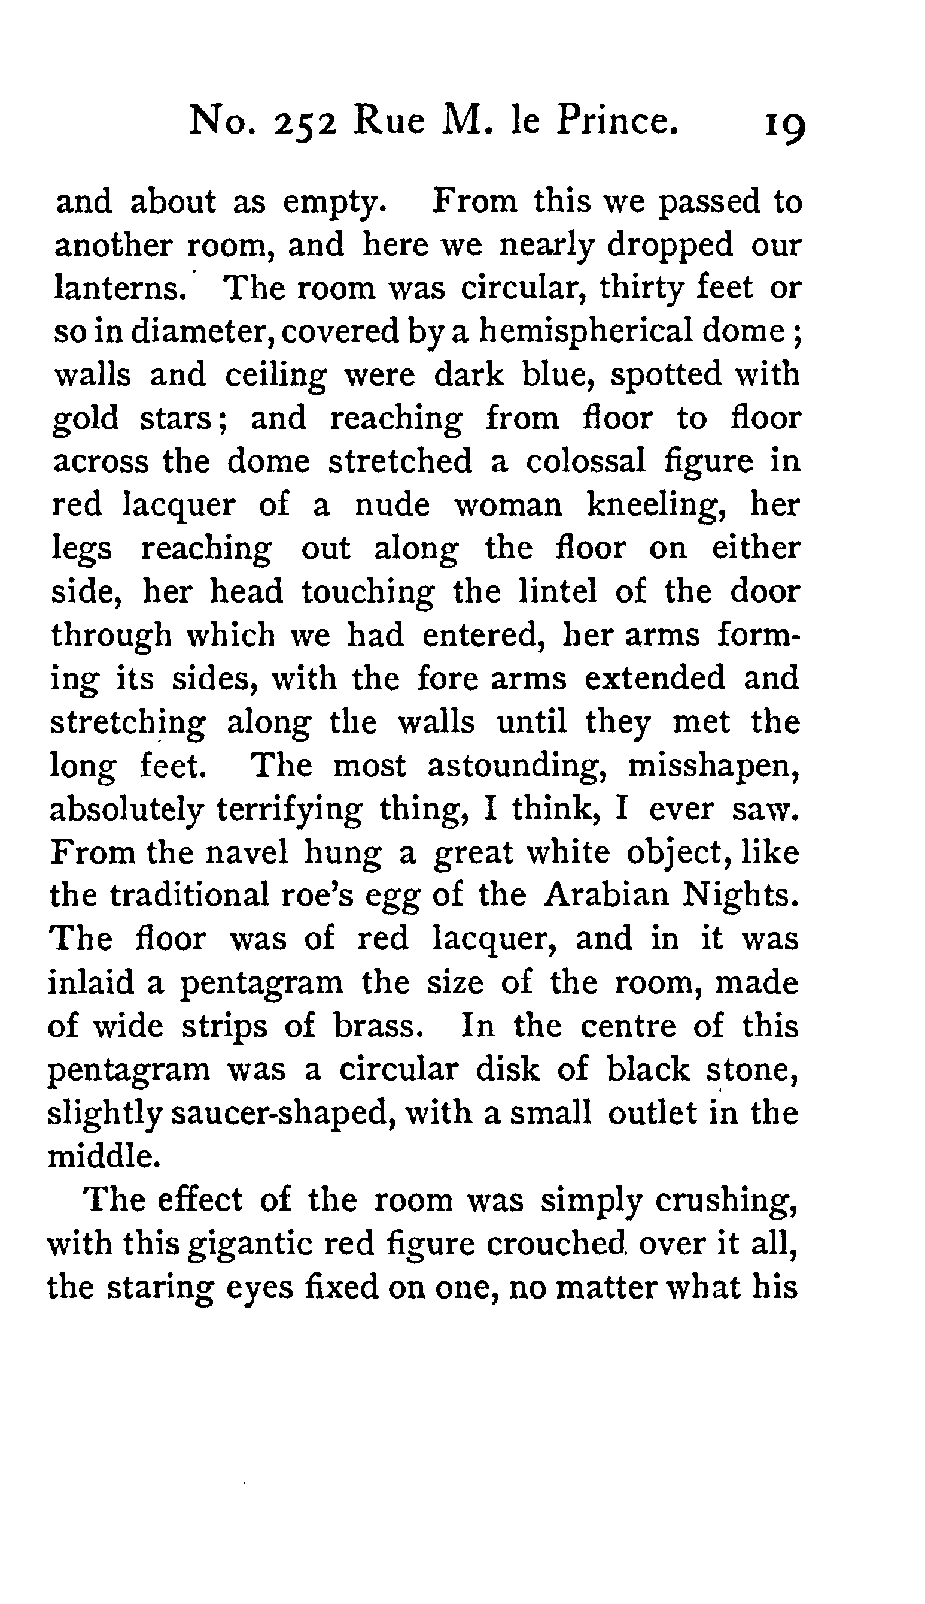 No. 252 Rue M. le Prince. 19
and about as empty. From this we passed to
another room, and here we nearly dropped our
lanterns. The room was circular, thirty feet or
so in diameter, covered by a hemispherical dome ;
walls and ceiling were dark blue, spotted with
gold stars ; and reaching from floor to floor
across the dome stretched a colossal figure in
red lacquer of a nude woman kneeling, her
legs reaching out along the floor on either
side, her head touching the lintel of the door
through which we had entered, her arms form-
ing its sides, with the fore arms extended and
stretching along the walls until they met the
long feet. The most astounding, misshapen,
absolutely terrifying thing, I think, I ever saw.
From the navel hung a great white object, like
the traditional roe's egg of the Arabian Nights.
The floor was of red lacquer, and in it was
inlaid a pentagram the size of the room, made
of wide strips of brass. In the centre of this
pentagram was a circular disk of black stone,
slightly saucer-shaped, with a small outlet in the
middle.
The effect of the room was simply crushing,
with this gigantic red figure crouched over it all,
the staring eyes fixed on one, no matter what his